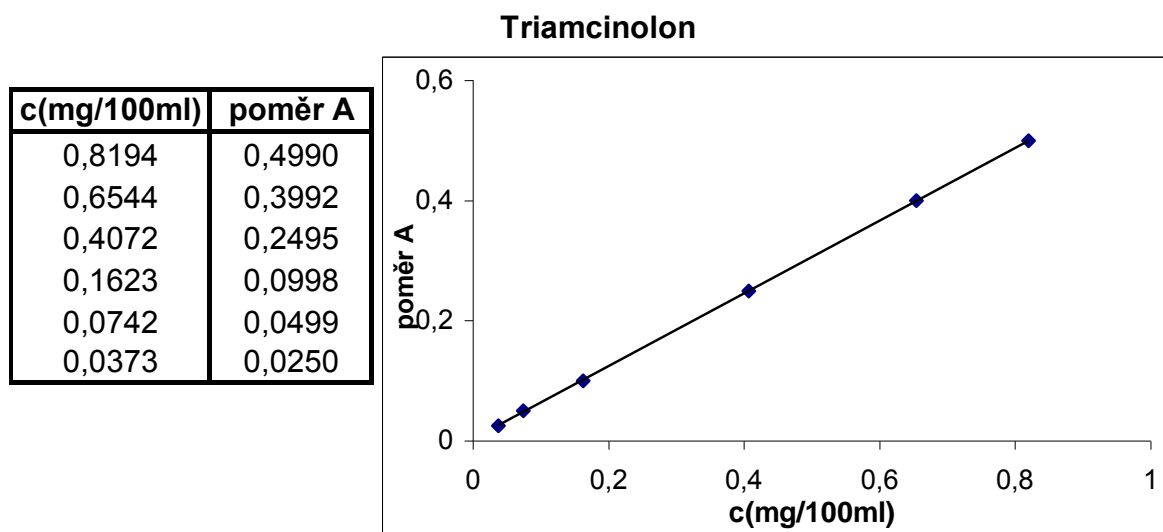 Triamcinolon
c(mg/100ml) poměr A
0,8194 0,4990
0,6544 0,3992
0,4072 0,2495
0,1623 0,0998
0,0742 0,0499
0,0373 0,0250
0,6
0,4
0,2
0
poměr A
0 0,2 0,4 0,6 0,8 1
c(mg/100ml)